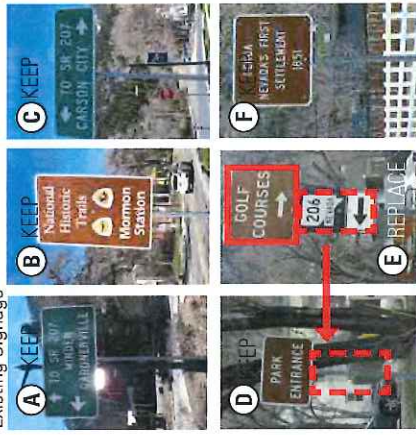 Existing Signage
A KEEP
← TO SR 207
MINDEN
← GARDNERVILLE
B KEEP
National
Historic
Trails
Mormon
Station
C KEEP
← TO SR 207
CARSON CITY →
D KEEP
PARK
ENTRANCE
E REPLACE
GOLF
COURSES
→
206
←
F KEEP
NEVADA'S FIRST
SETTLEMENT
1851